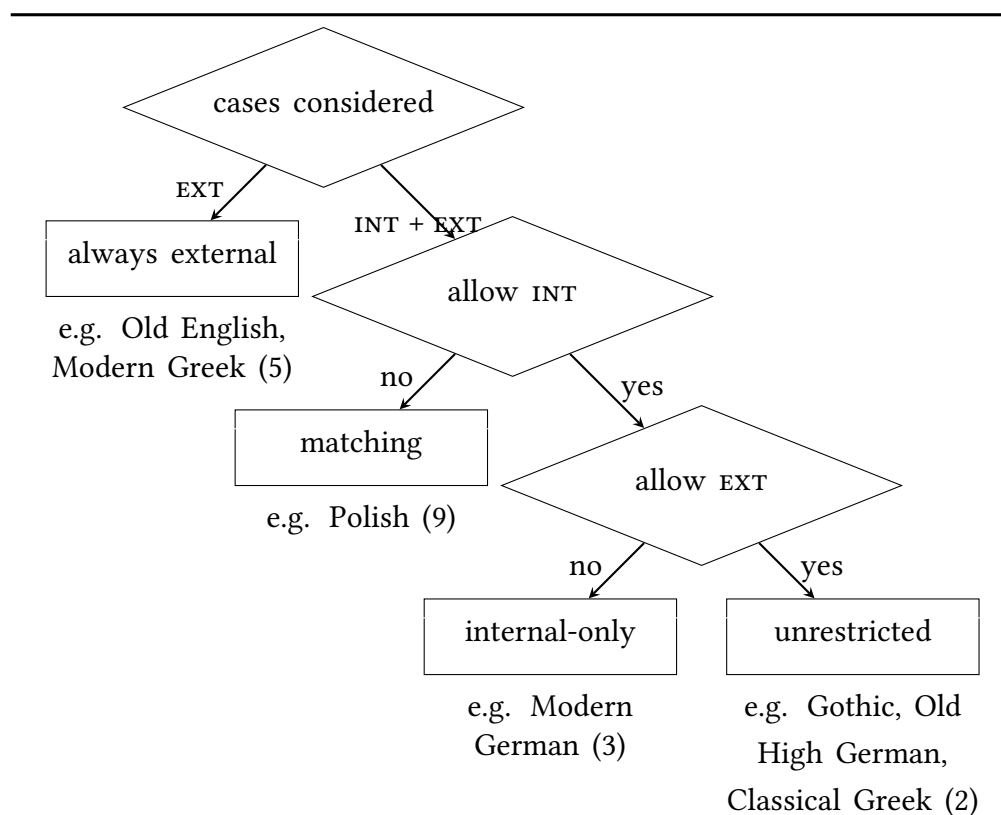 cases considered
EXT
INT + EXT
always external
allow INT
e.g. Old English,
Modern Greek (5)
no
yes
matching
allow EXT
e.g. Polish (9)
no
yes
internal-only
unrestricted
e.g. Modern
German (3)
e.g. Gothic, Old
High German,
Classical Greek (2)